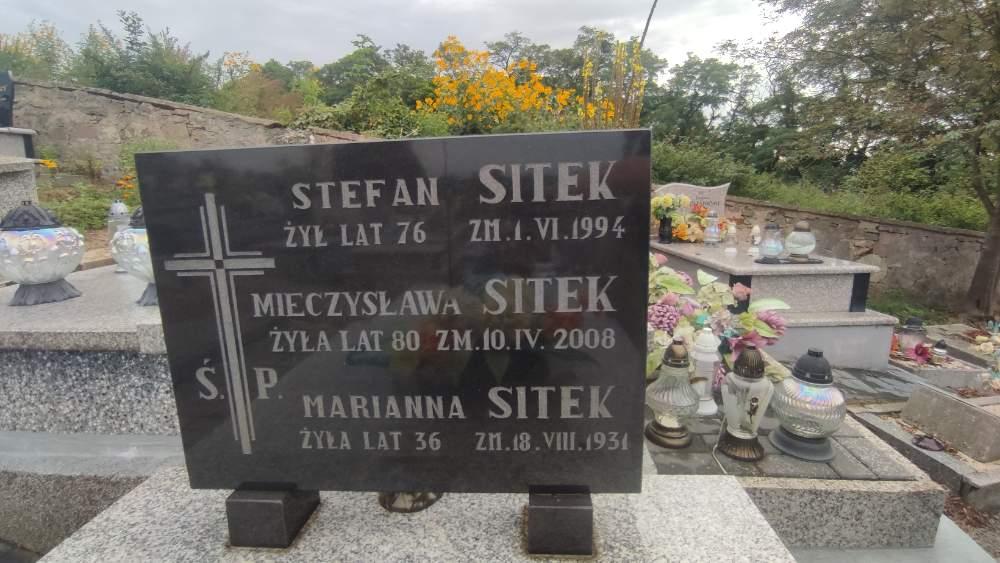 STEFAN SITEK
ŻYŁ LAT 76 ZM. 1. VI. 1994
MIECZYSŁAWA SITEK
ŻYŁA LAT 80 ZM. 10. IV. 2008
Ś. P.
MARIANNA SITEK
ŻYŁA LAT 36 ZM. 18. VIII. 1931